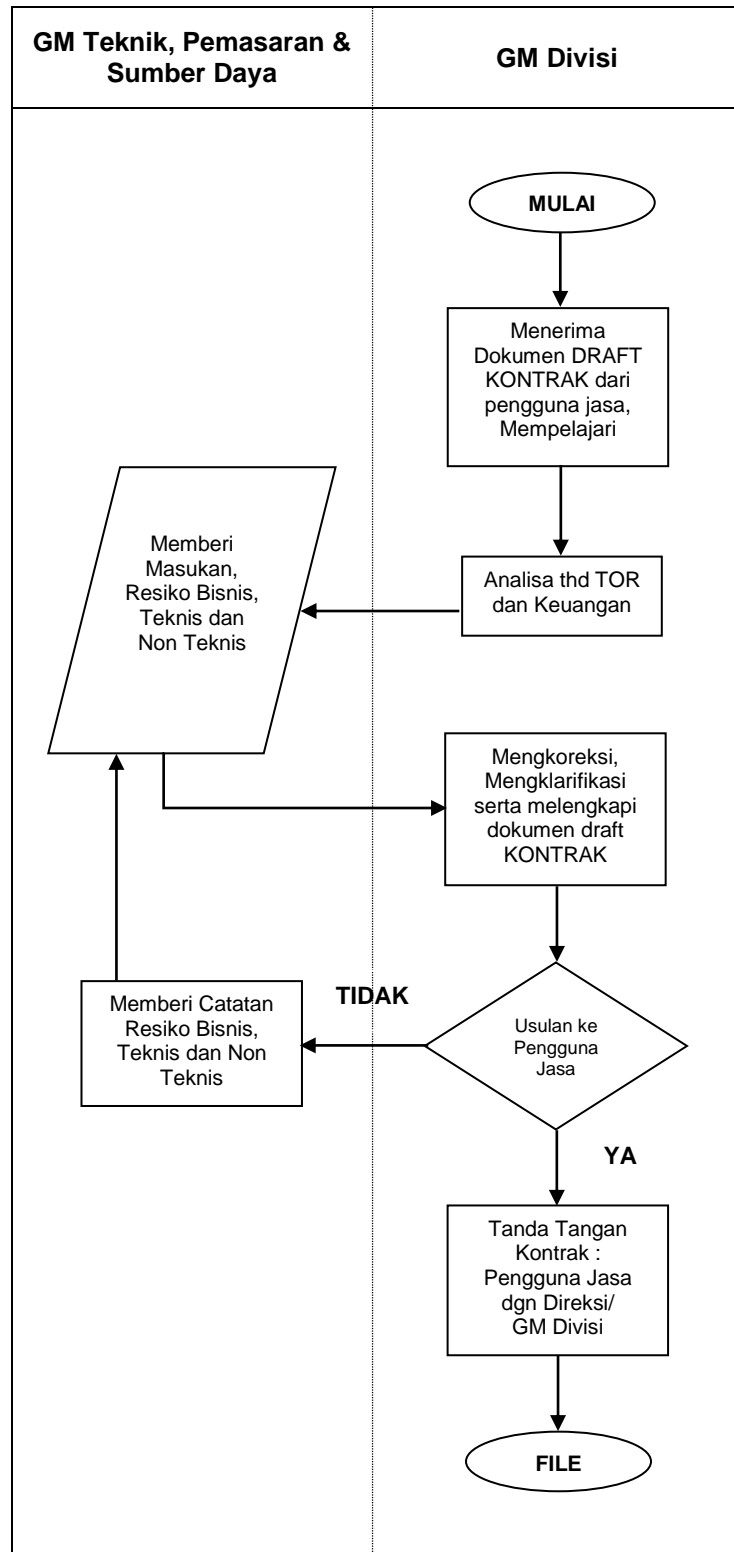 GM Teknik, Pemasaran &
Sumber Daya
GM Divisi
MULAI
Menerima
Dokumen DRAFT
KONTRAK dari
pengguna jasa,
Mempelajari
Analisa thd TOR
dan Keuangan
Memberi
Masukan,
Resiko Bisnis,
Teknis dan
Non Teknis
Mengkoreksi,
Mengklarifikasi
serta melengkapi
dokumen draft
KONTRAK
Usulan ke
Pengguna
Jasa
TIDAK
Memberi Catatan
Resiko Bisnis,
Teknis dan Non
Teknis
YA
Tanda Tangan
Kontrak :
Pengguna Jasa
dgn Direksi/
GM Divisi
FILE